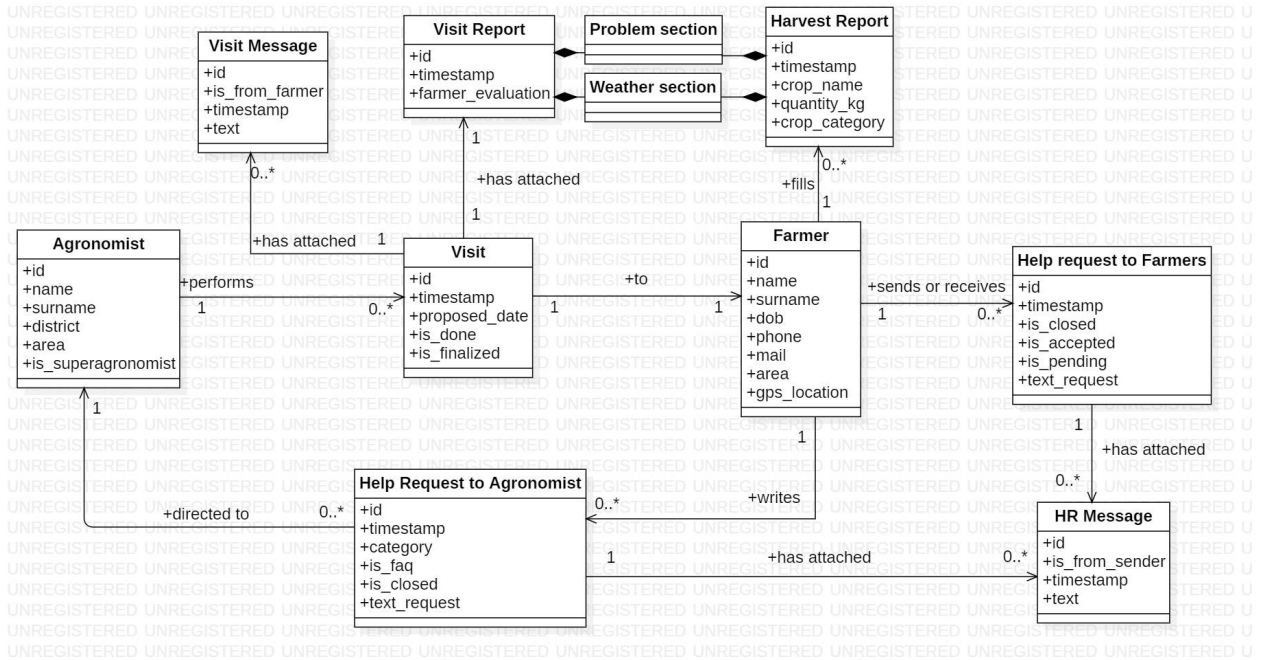 Visit Message
+id
+is_from_farmer
+timestamp
+text
Visit Report
+id
+timestamp
+farmer_evaluation
Problem section
Weather section
Harvest Report
+id
+timestamp
+crop_name
+quantity_kg
+crop_category
0..*
1
+has attached
1
+fills
0..*
1
+has attached
1
Agronomist
+id
+name
+surname
+district
+area
+is_superagronomist
+performs
1
0..*
Visit
+id
+timestamp
+proposed_date
+is_done
+is_finalized
+to
1
1
Farmer
+id
+name
+surname
+dob
+phone
+mail
+area
+gps_location
+sends or receives
1
0..*
Help request to Farmers
+id
+timestamp
+is_closed
+is_accepted
+is_pending
+text_request
1
+has attached
0..*
1
+directed to
0..*
Help Request to Agronomist
+id
+timestamp
+category
+is_faq
+is_closed
+text_request
1
+writes
0..*
1
+has attached
0..*
HR Message
+id
+is_from_sender
+timestamp
+text
UNREGISTERED